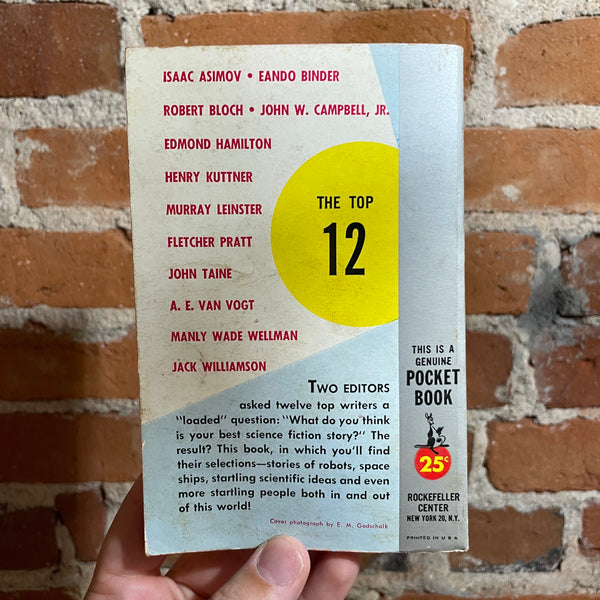 ISAAC ASIMOV • EANDO BINDER
ROBERT BLOCH • JOHN W. CAMPBELL, JR.
EDMOND HAMILTON
HENRY KUTTNER
MURRAY LEINSTER
FLETCHER PRATT
JOHN TAINE
A. E. VAN VOGT
MANLY WADE WELLMAN
JACK WILLIAMSON
THE TOP
12
TWO EDITORS
asked twelve top writers a
"loaded" question: "What do you think
is your best science fiction story?" The
result? This book, in which you'll find
their selections—stories of robots, space
ships, startling scientific ideas and even
more startling people both in and out
of this world!
Cover photograph by E. M. Godschalk
THIS IS A
GENUINE
POCKET
BOOK
25¢
ROCKEFELLER
CENTER
NEW YORK 20, N.Y.
PRINTED IN U S A